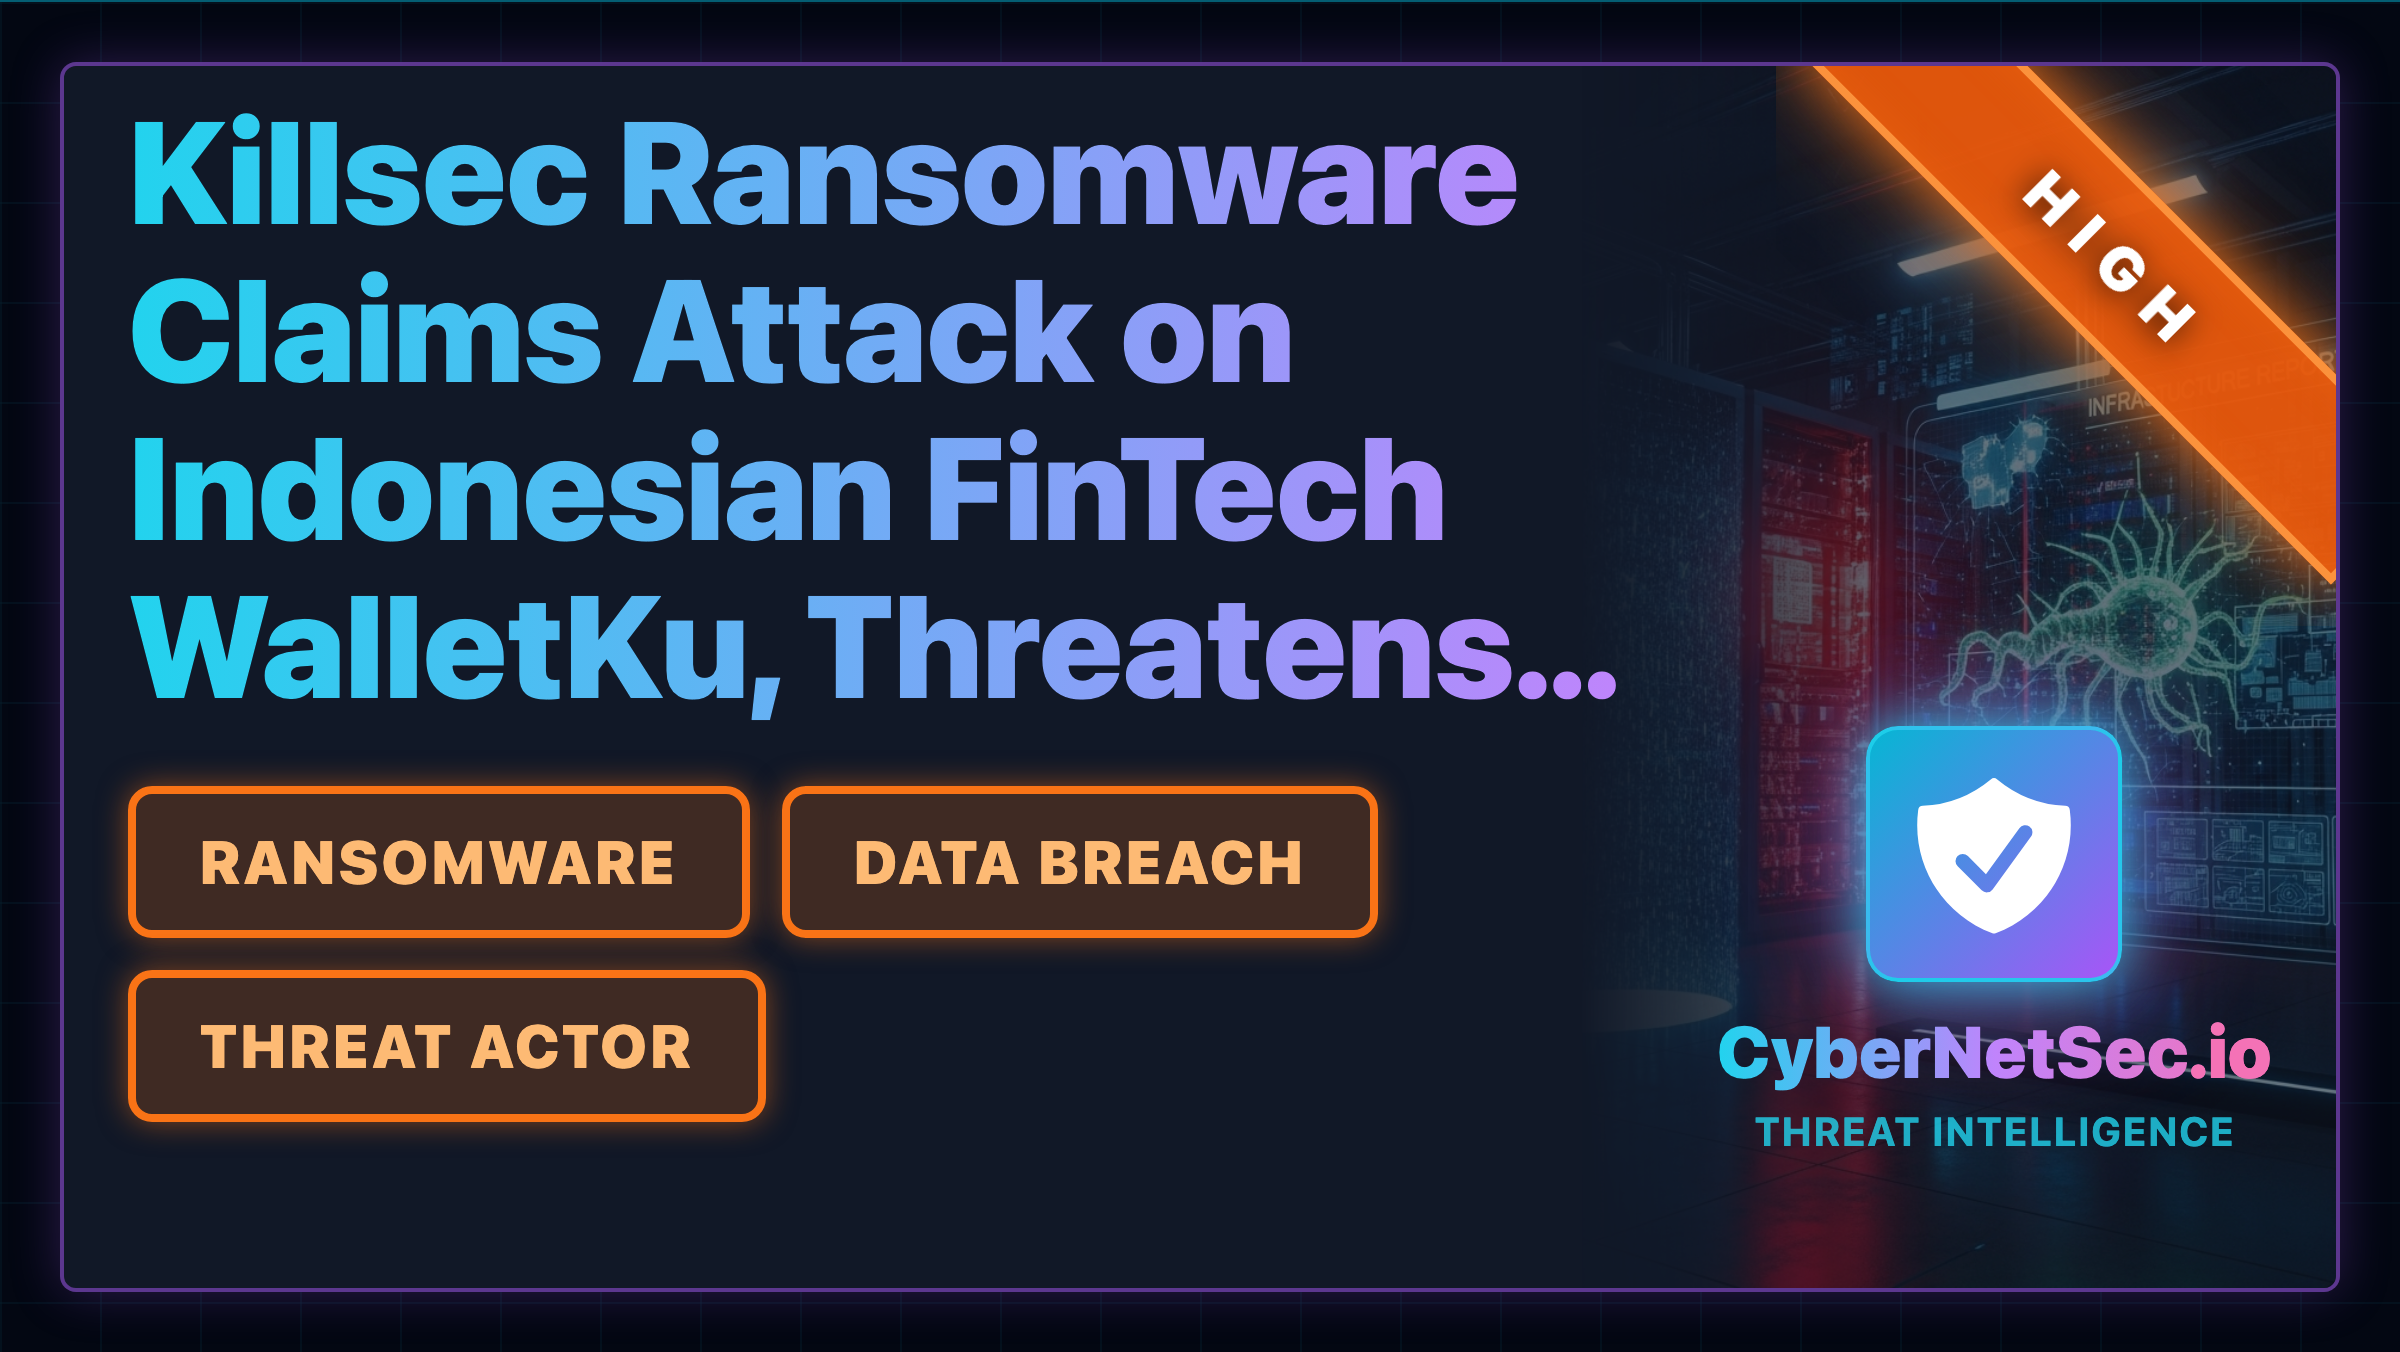 Killsec Ransomware
Claims Attack on
Indonesian FinTech
WalletKu, Threatens...
HIGH
RANSOMWARE
DATA BREACH
THREAT ACTOR
CyberNetSec.io
THREAT INTELLIGENCE